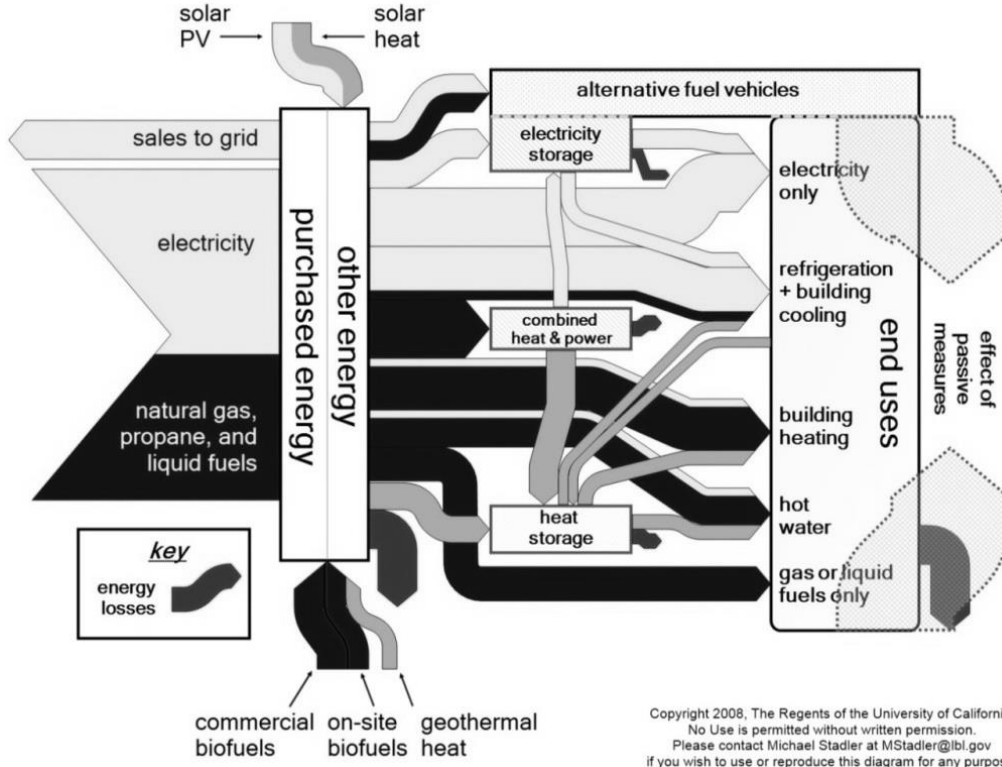 solar
PV
solar
heat
sales to grid
electricity
natural gas,
propane, and
liquid fuels
other energy
purchased energy
alternative fuel vehicles
electricity
storage
combined
heat & power
heat
storage
electricity
only
refrigeration
+ building
cooling
building
heating
hot
water
gas or liquid
fuels only
end uses
effect of
passive
measures
key
energy
losses
commercial
biofuels
on-site
biofuels
geothermal
heat
Copyright 2008, The Regents of the University of Californi
No Use is permitted without written permission.
Please contact Michael Stadler at MStadler@lbl.gov
if you wish to use or reproduce this diagram for any purpos